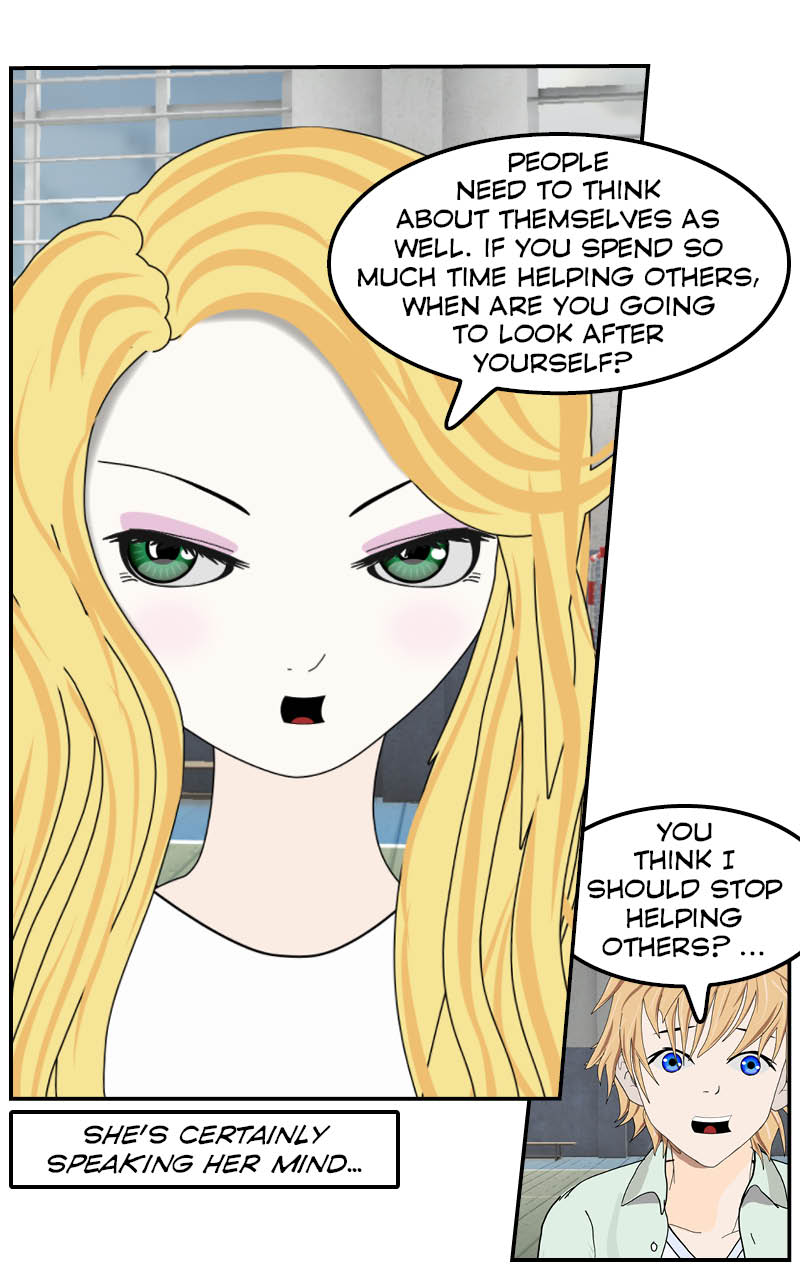 PEOPLE
NEED TO THINK
ABOUT THEMSELVES AS
WELL. IF YOU SPEND SO
MUCH TIME HELPING OTHERS,
WHEN ARE YOU GOING
TO LOOK AFTER
YOURSELF?
YOU
THINK I
SHOULD STOP
HELPING
OTHERS? ...
SHE'S CERTAINLY
SPEAKING HER MIND...